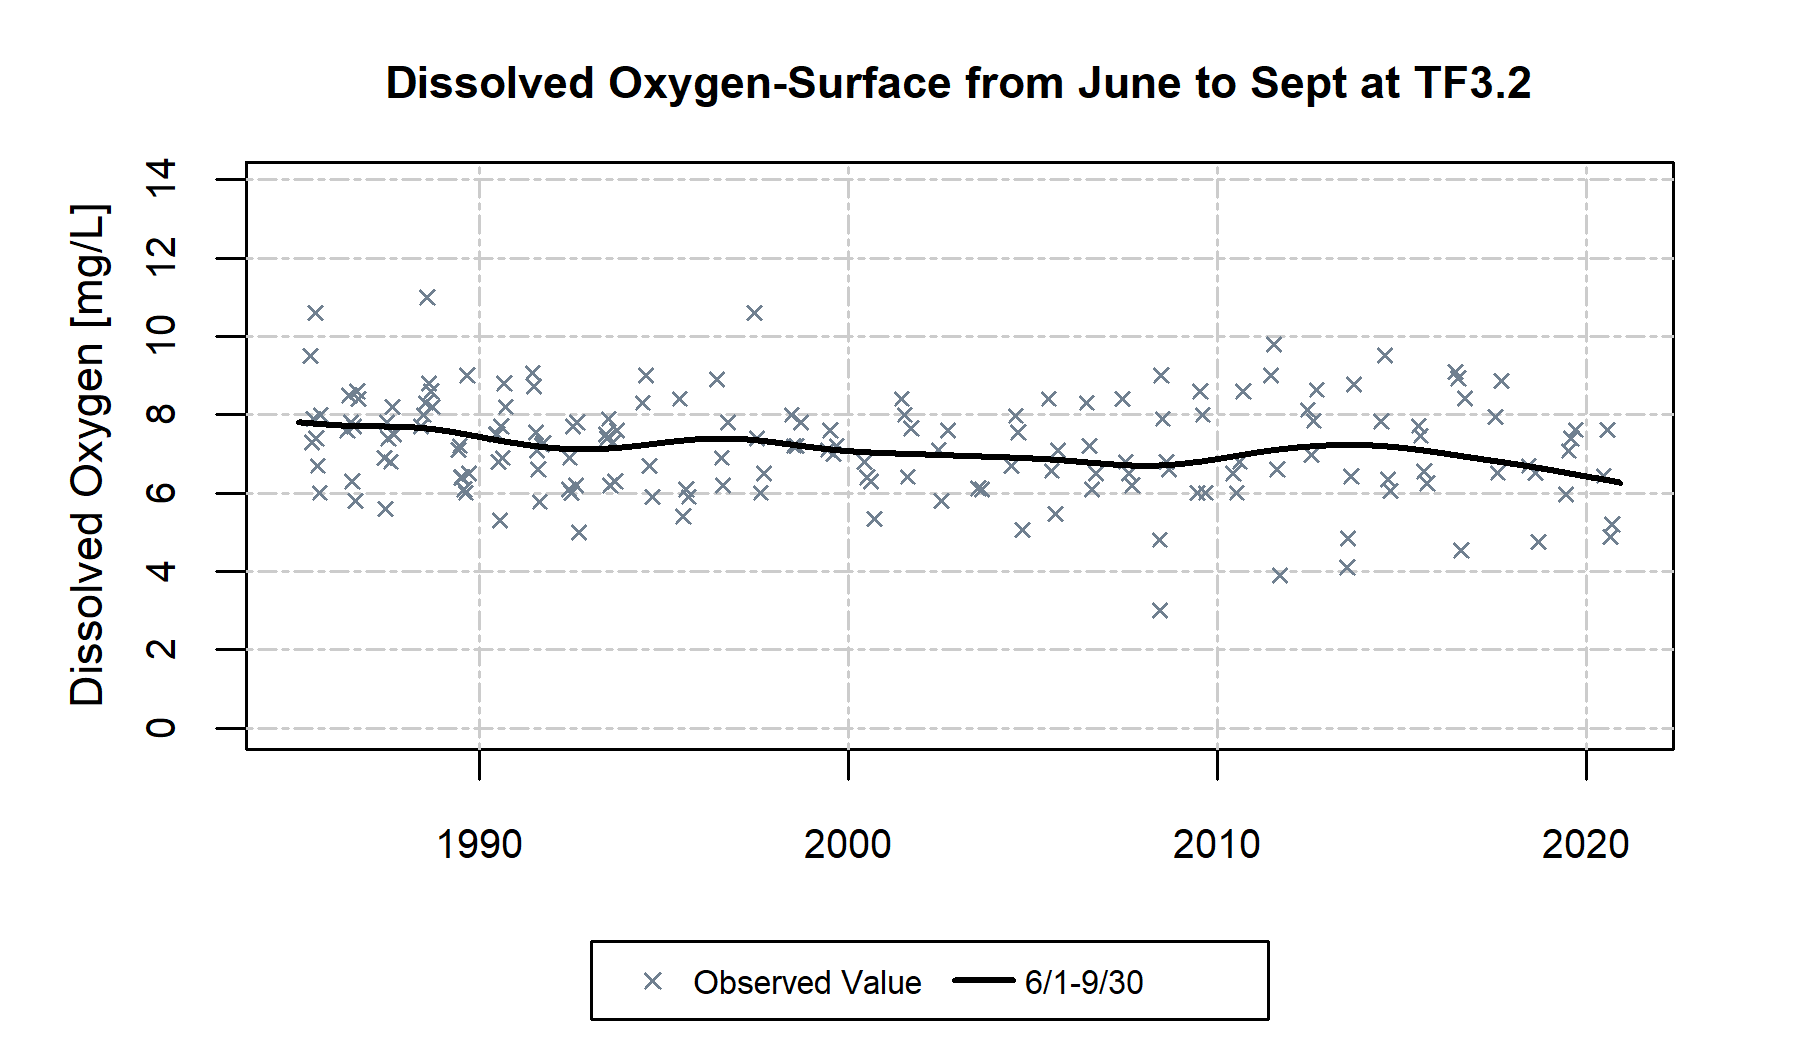 Dissolved Oxygen-Surface from June to Sept at TF3.2
Dissolved Oxygen [mg/L]
14
12
10
8
6
4
2
0
1990 2000 2010 2020
Observed Value 6/1-9/30